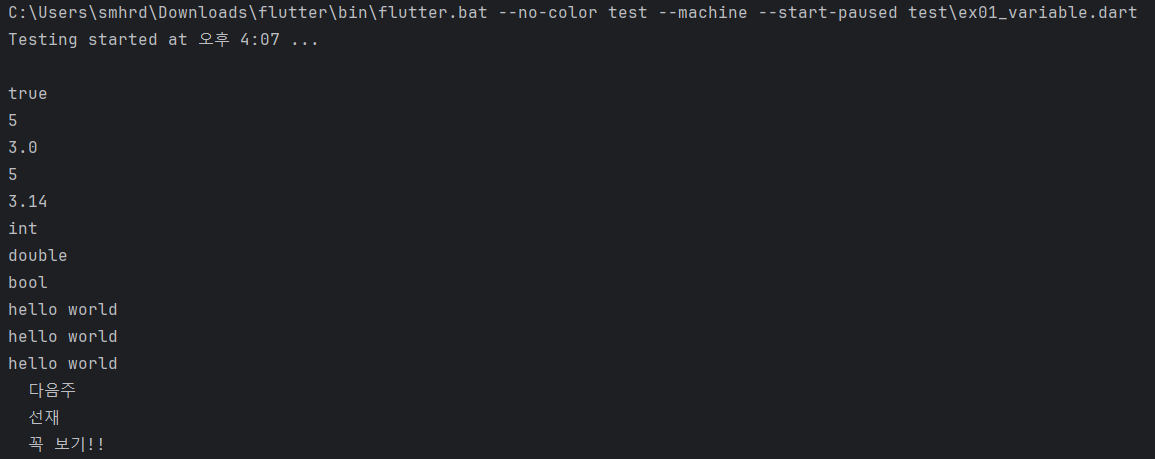 C:\Users\smhrd\Downloads\flutter\bin\flutter.bat --no-color test --machine --start-paused test\ex01_variable.dart
Testing started at 오후 4:07 ...
true
5
3.0
5
3.14
int
double
bool
hello world
hello world
hello world
다음주
선재
꼭 보기!!